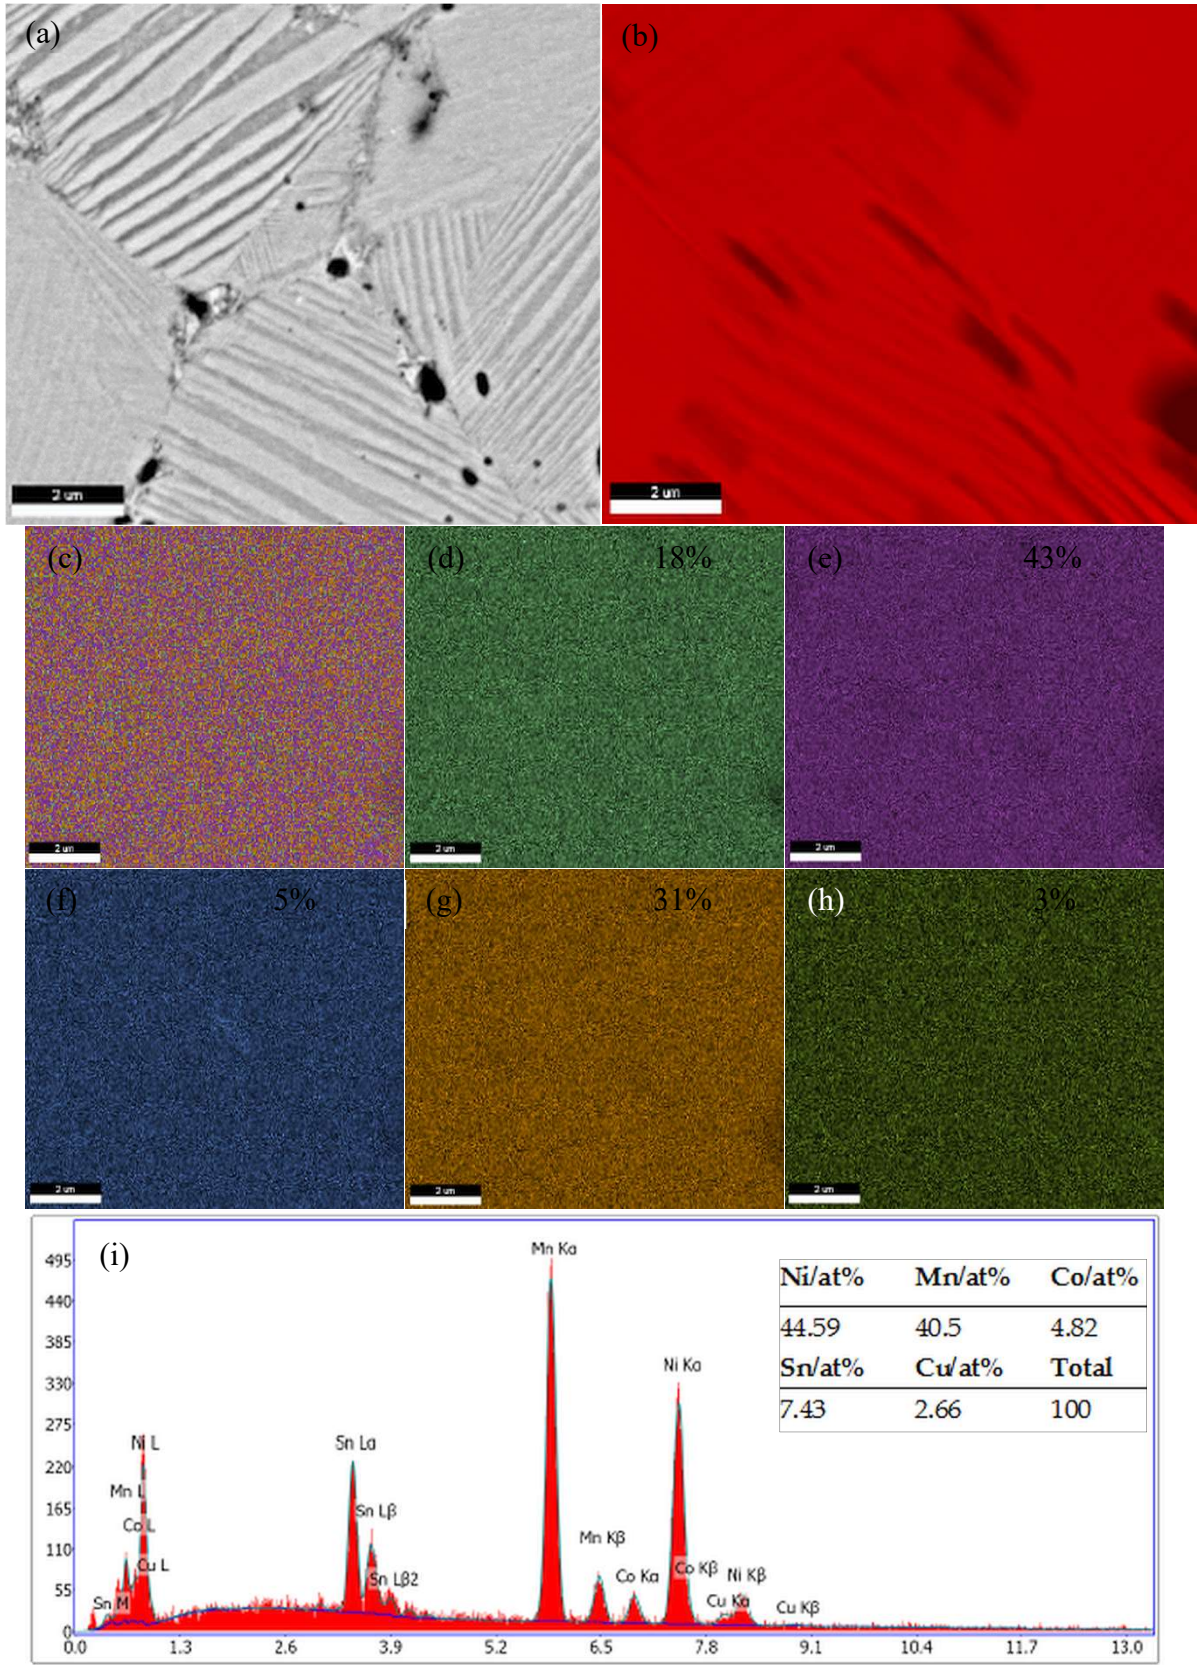 (a) (b)
2 um 2 um
(c) (d) 18% (e) 43%
2 um 2 um 2 um
(f) 5% (g) 31% (h) 3%
2 um 2 um 2 um
(i)
Mn Kα
495
440
385
330
275
220
165
110
55
0
Ni Kα
Ni L
Sn Lα
Mn L
Sn Lβ
Co L
Mn Kβ
Cu L
Sn Lβ2
Co Kα
Co Kβ
Ni Kβ
Sn M
Cu Kα
Cu Kβ
0.0 1.3 2.6 3.9 5.2 6.5 7.8 9.1 10.4 11.7 13.0
Ni/at% Mn/at% Co/at%
44.59 40.5 4.82
Sn/at% Cu/at% Total
7.43 2.66 100